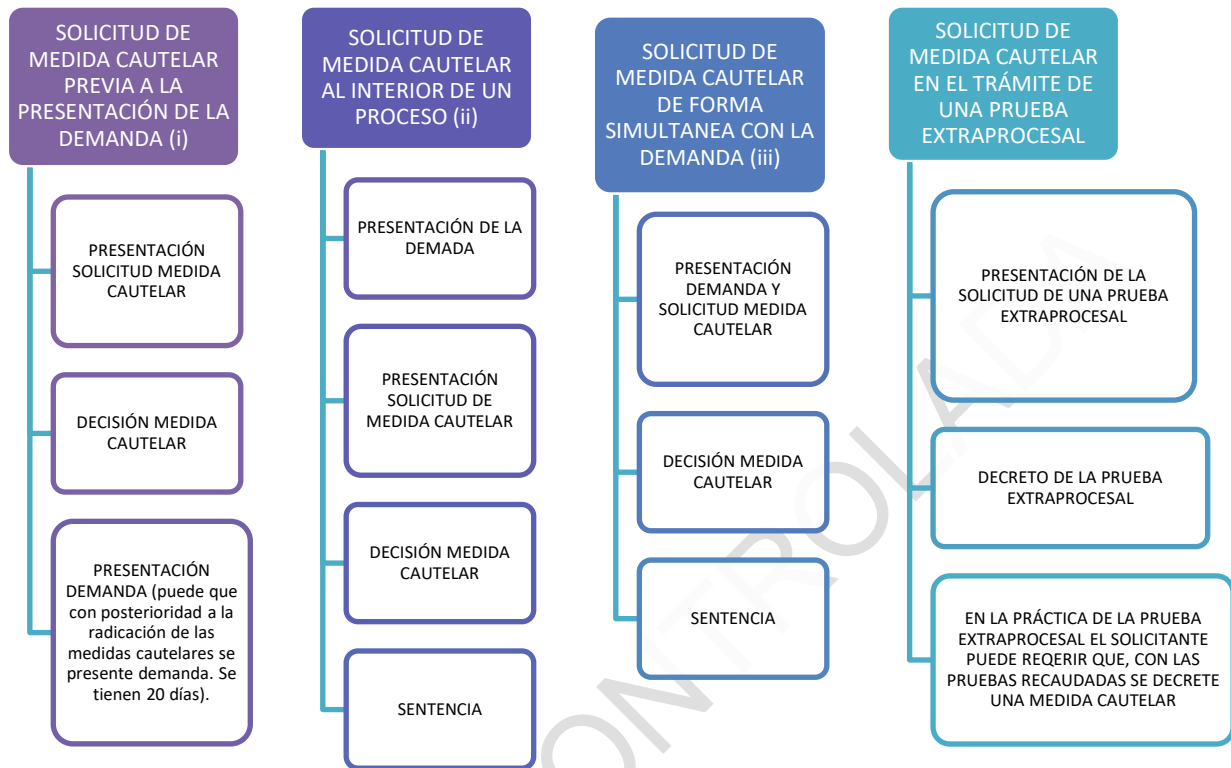 SOLICITUD DE
MEDIDA CAUTELAR
PREVIA A LA
PRESENTACIÓN DE LA
DEMANDA (i)
PRESENTACIÓN
SOLICITUD MEDIDA
CAUTELAR
DECISIÓN MEDIDA
CAUTELAR
PRESENTACIÓN
DEMANDA (puede que
con posterioridad a la
radicación de las
medidas cautelares se
presente demanda. Se
tienen 20 días).
SOLICITUD DE
MEDIDA CAUTELAR
AL INTERIOR DE UN
PROCESO (ii)
PRESENTACIÓN DE LA
DEMADA
PRESENTACIÓN
SOLICITUD DE
MEDIDA CAUTELAR
DECISIÓN MEDIDA
CAUTELAR
SENTENCIA
SOLICITUD DE
MEDIDA CAUTELAR
DE FORMA
SIMULTANEA CON LA
DEMANDA (iii)
PRESENTACIÓN
DEMANDA Y
SOLICITUD MEDIDA
CAUTELAR
DECISIÓN MEDIDA
CAUTELAR
SENTENCIA
SOLICITUD DE
MEDIDA CAUTELAR
EN EL TRÁMITE DE
UNA PRUEBA
EXTRAPROCESAL
PRESENTACIÓN DE LA
SOLICITUD DE UNA PRUEBA
EXTRAPROCESAL
DECRETO DE LA PRUEBA
EXTRAPROCESAL
EN LA PRÁCTICA DE LA PRUEBA
EXTRAPROCESAL EL SOLICITANTE
PUEDE REQERIR QUE, CON LAS
PRUEBAS RECAUDADAS SE DECRETE
UNA MEDIDA CAUTELAR
ONTROLADA